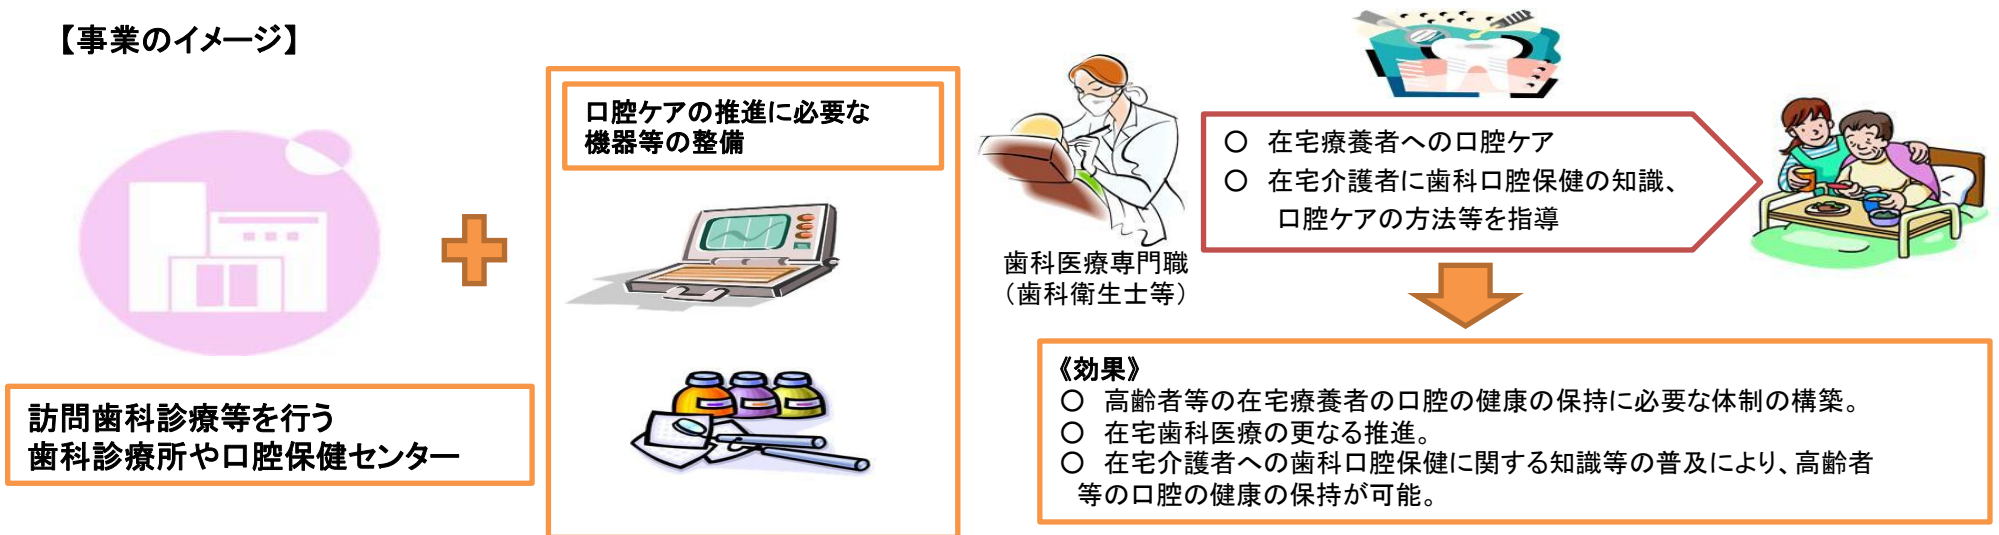 【事業のイメージ】
訪問歯科診療等を行う
歯科診療所や口腔保健センター
口腔ケアの推進に必要な
機器等の整備
歯科医療専門職
（歯科衛生士等）
○　在宅療養者への口腔ケア
○　在宅介護者に歯科口腔保健の知識、
口腔ケアの方法等を指導
《効果》
○　高齢者等の在宅療養者の口腔の健康の保持に必要な体制の構築。
○　在宅歯科医療の更なる推進。
○　在宅介護者への歯科口腔保健に関する知識等の普及により、高齢者
等の口腔の健康の保持が可能。